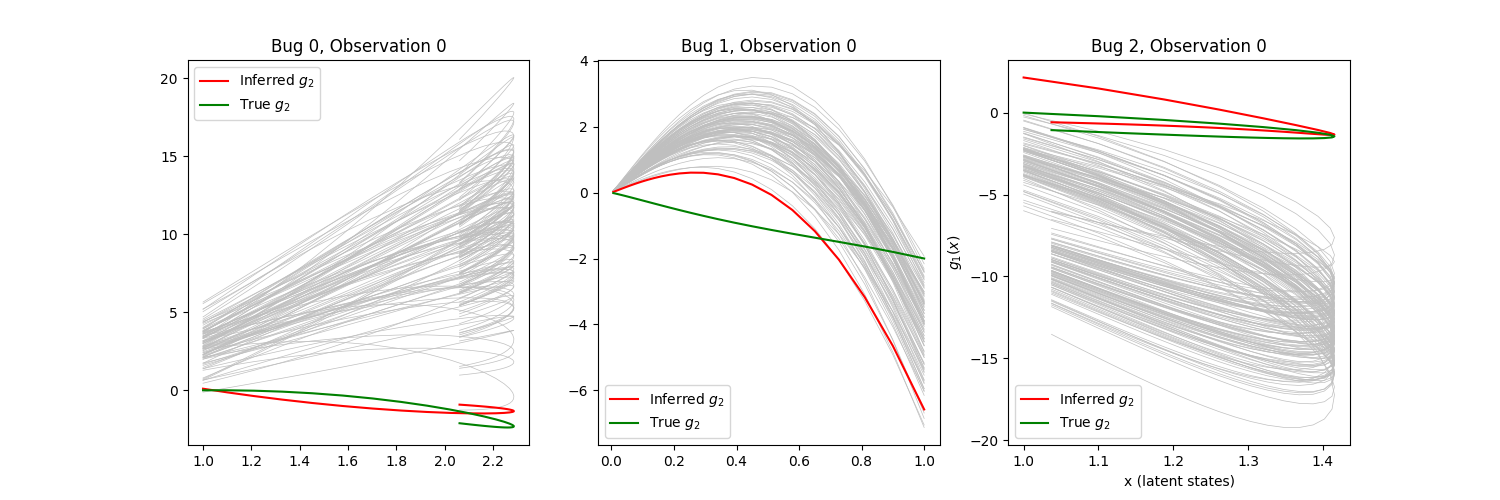 Bug 0, Observation 0
Inferred g₂
True g₂
20
15
10
5
0
1.0 1.2 1.4 1.6 1.8 2.0 2.2
Bug 1, Observation 0
4
2
0
−2
−4
−6
Inferred g₂
True g₂
0.0 0.2 0.4 0.6 0.8 1.0
Bug 2, Observation 0
g₁(x)
0
−5
−10
−15
−20
Inferred g₂
True g₂
1.0 1.1 1.2 1.3 1.4
x (latent states)